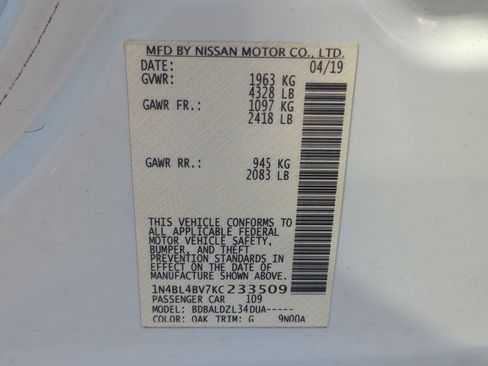 MFD BY NISSAN MOTOR CO., LTD.
DATE: 04/19
GVWR: 1963 KG
4328 LB
GAWR FR.: 1097 KG
2418 LB
GAWR RR.: 945 KG
2083 LB
THIS VEHICLE CONFORMS TO
ALL APPLICABLE FEDERAL
MOTOR VEHICLE SAFETY,
BUMPER, AND THEFT
PREVENTION STANDARDS
IN EFFECT ON THE DATE OF
MANUFACTURE SHOWN ABOVE.
1N4BL4BV7KC233509
PASSENGER CAR 109
MODEL: BDBALDZL34DUA-----
COLOR: QAK TRIM: G 9N00A